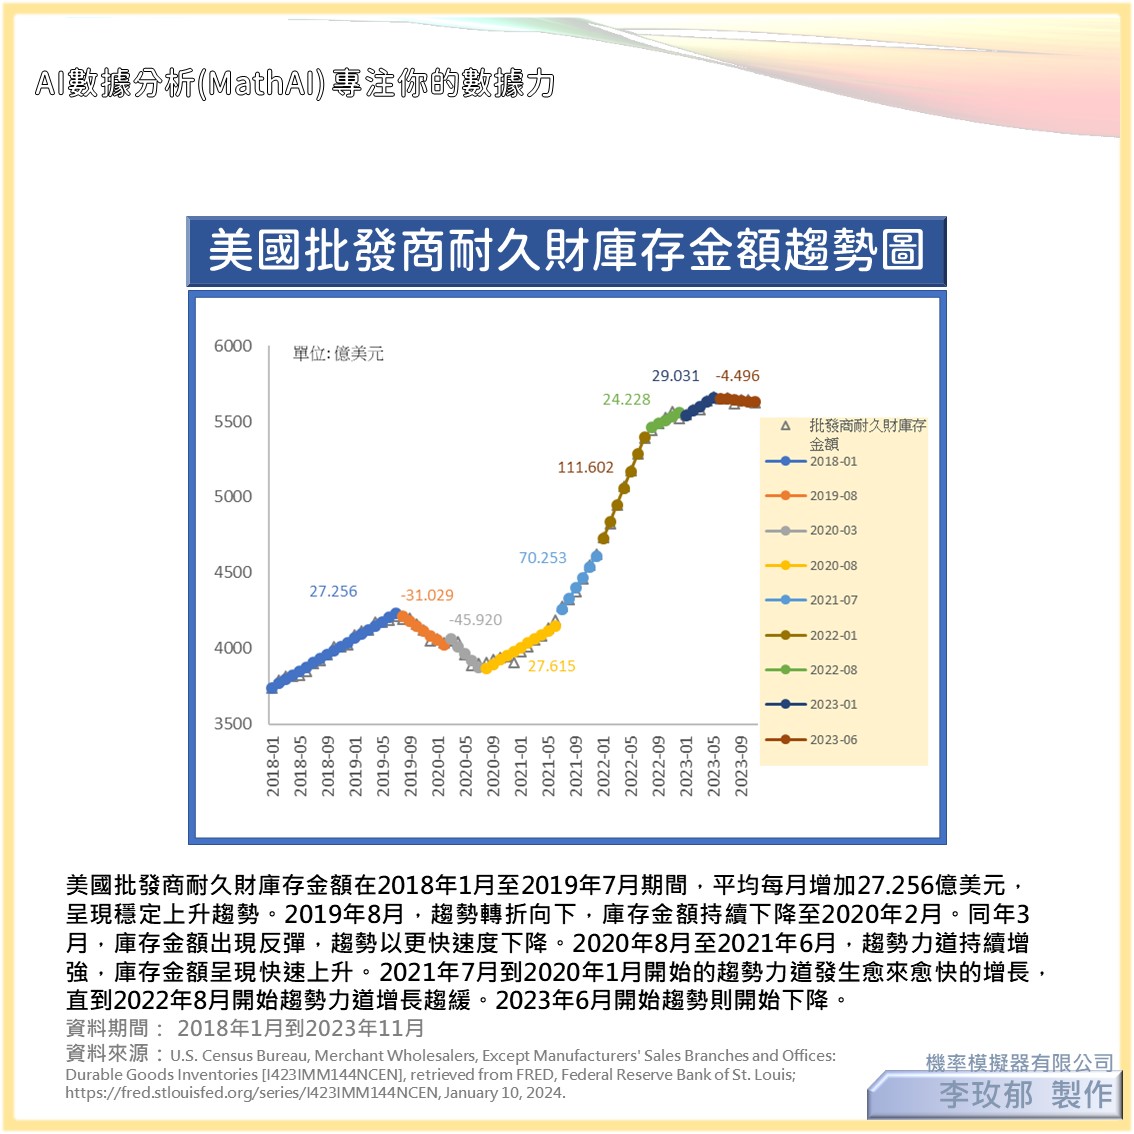 AI數據分析(MathAI) 專注你的數據力
美國批發商耐久財庫存金額趨勢圖
單位: 億美元
6000
5500
5000
4500
4000
3500
27.256
-31.029
-45.920
27.615
70.253
111.602
24.228
29.031
-4.496
2018-01
2018-05
2018-09
2019-01
2019-05
2019-09
2020-01
2020-05
2020-09
2021-01
2021-05
2021-09
2022-01
2022-05
2022-09
2023-01
2023-05
2023-09
批發商耐久財庫存
金額
2018-01
2019-08
2020-03
2020-08
2021-07
2022-01
2022-08
2023-01
2023-06
美國批發商耐久財庫存金額在2018年1月至2019年7月期間，平均每月增加27.256億美元，
呈現穩定上升趨勢。2019年8月，趨勢轉折向下，庫存金額持續下降至2020年2月。同年3
月，庫存金額出現反彈，趨勢以更快速度下降。2020年8月至2021年6月，趨勢力道持續增
強，庫存金額呈現快速上升。2021年7月到2020年1月開始的趨勢力道發生愈來愈快的增長，
直到2022年8月開始趨勢力道增長趨緩。2023年6月開始趨勢則開始下降。
資料期間： 2018年1月到2023年11月
資料來源：U.S. Census Bureau, Merchant Wholesalers, Except Manufacturers' Sales Branches and Offices:
Durable Goods Inventories [I423IMM144NCEN], retrieved from FRED, Federal Reserve Bank of St. Louis;
https://fred.stlouisfed.org/series/I423IMM144NCEN, January 10, 2024.
機率模擬器有限公司
李玫郁 製作